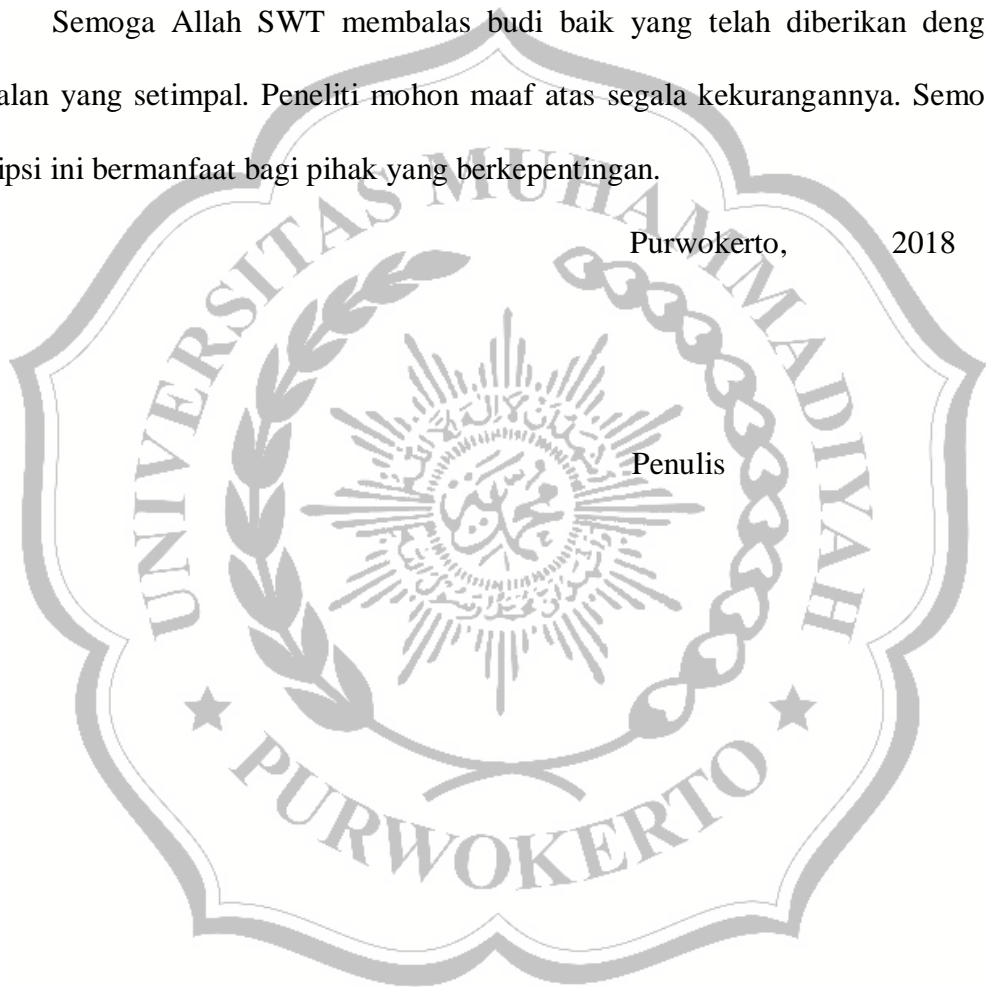 Semoga Allah SWT membalas budi baik yang telah diberikan deng
alan yang setimpal. Peneliti mohon maaf atas segala kekurangannya. Semo
ipsi ini bermanfaat bagi pihak yang berkepentingan.
Purwokerto, 2018
Penulis
UNIVERSITAS MUHAMMADIYAH
PURWOKERTO